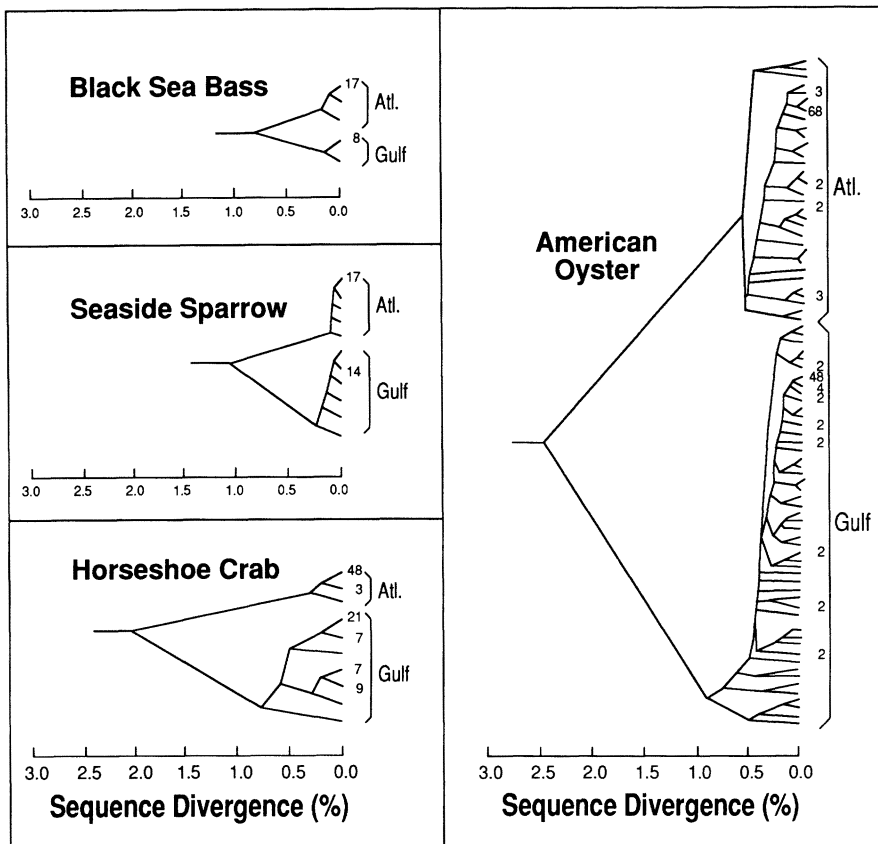 Black Sea Bass
17
Atl.
8
Gulf
3.0 2.5 2.0 1.5 1.0 0.5 0.0
Seaside Sparrow
17
Atl.
14
Gulf
3.0 2.5 2.0 1.5 1.0 0.5 0.0
Horseshoe Crab
48
3
Atl.
21
7
7
9
Gulf
3.0 2.5 2.0 1.5 1.0 0.5 0.0
Sequence Divergence (%)
American
Oyster
3
68
2
2
3
Atl.
2
48
4
2
2
2
2
2
2
Gulf
3.0 2.5 2.0 1.5 1.0 0.5 0.0
Sequence Divergence (%)